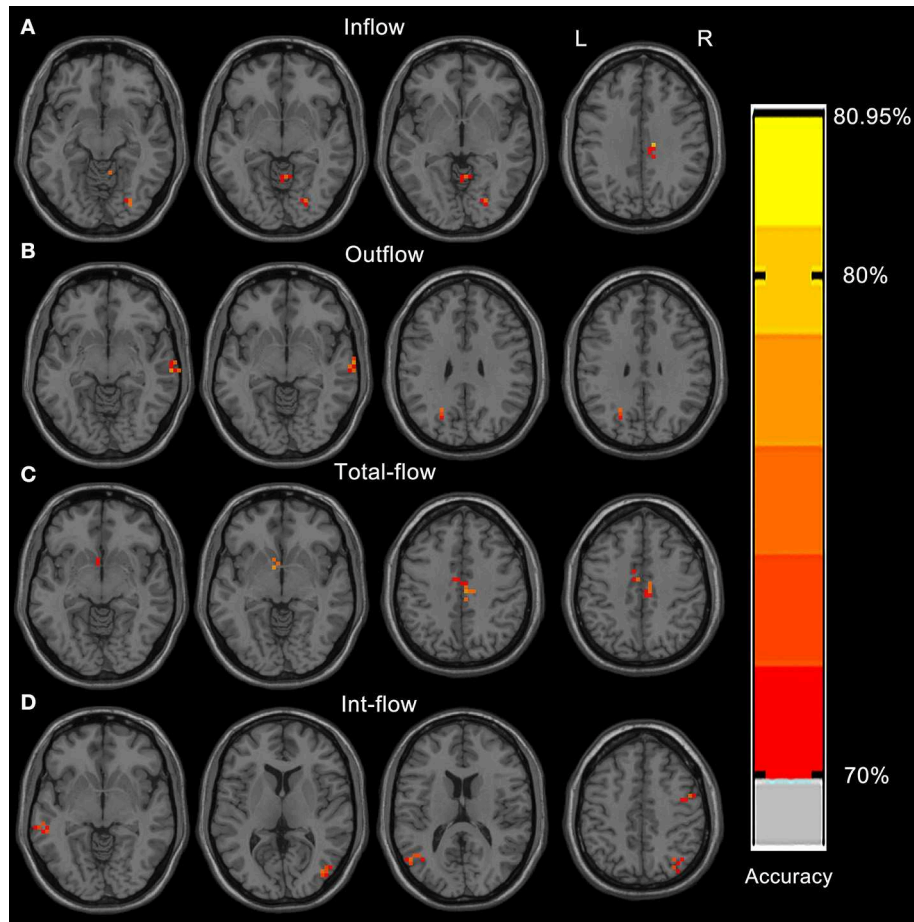 A
Inflow
L
R
80.95%
B
Outflow
80%
C
Total-flow
D
Int-flow
70%
Accuracy